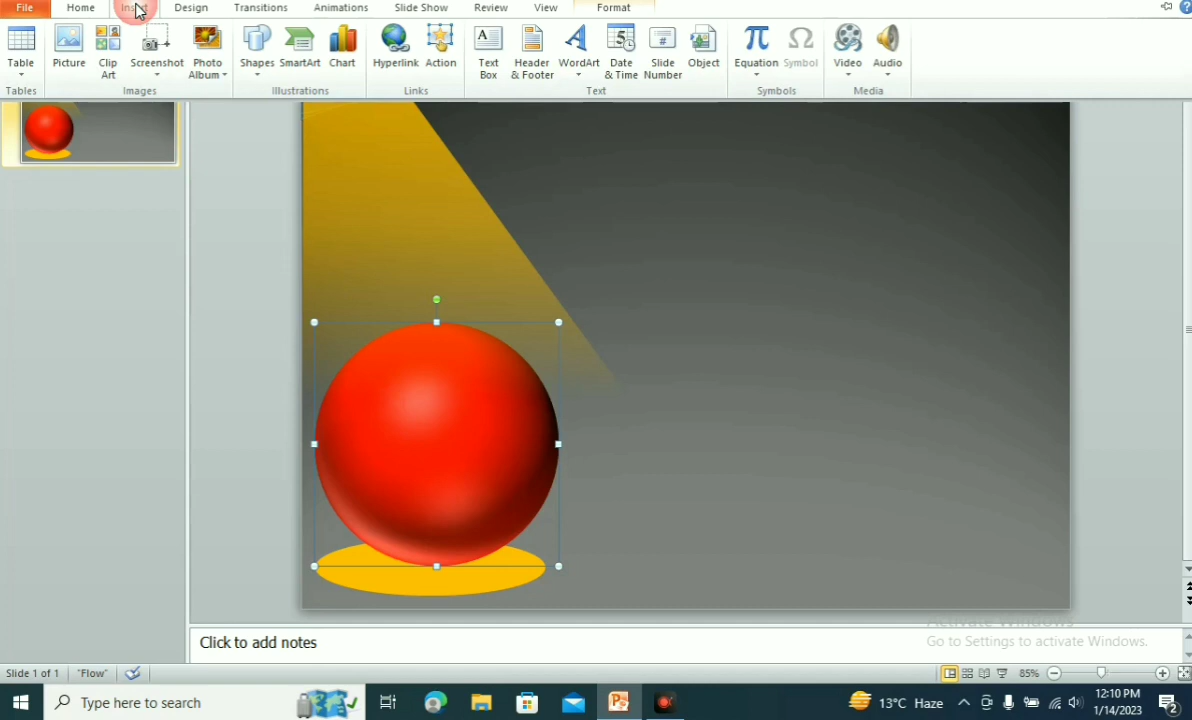 File Home Insert Design Transitions Animations Slide Show Review View Format
Table Picture Clip Art Screenshot Photo Album Shapes SmartArt Chart Hyperlink Action Text Box Header & Footer WordArt Date & Time Slide Number Object Equation Symbol Video Audio
Tables Images Illustrations Links Text Symbols Media
Click to add notes
Activate Windows
Go to Settings to activate Windows.
Slide 1 of 1 "Flow" 85%
Type here to search 13°C Haze 12:10 PM
1/14/2023 2